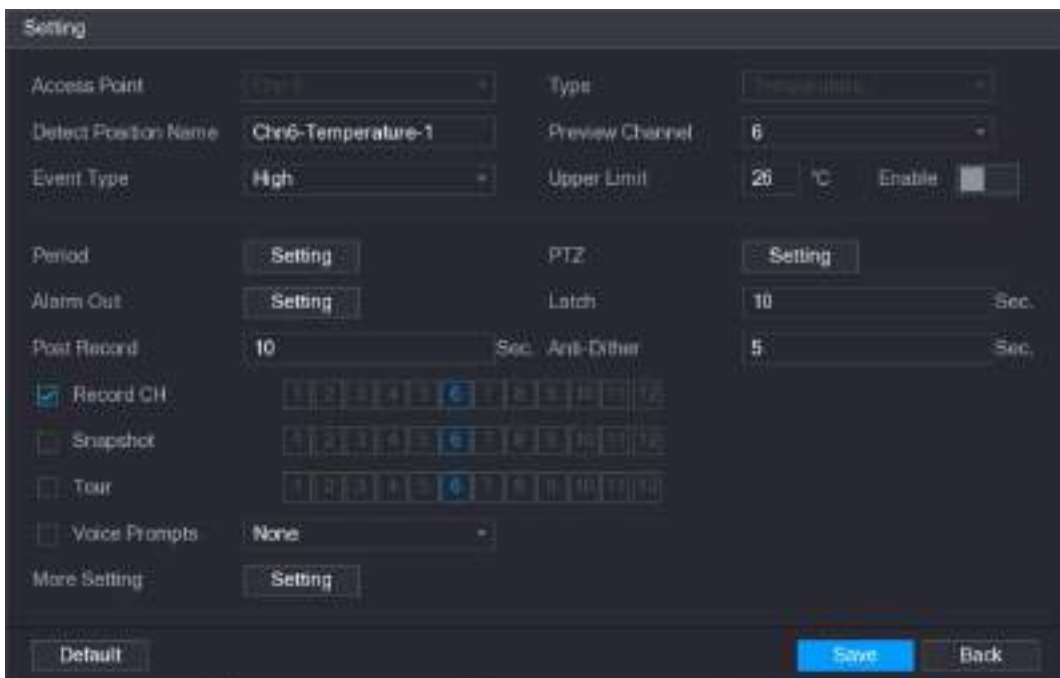 Setting
Access Point Chn6 Type Temperature
Detect Position Name Chn6-Temperature-1 Preview Channel 6
Event Type High Upper Limit 26 °C Enable
Period Setting PTZ Setting
Alarm Out Setting Latch 10 Sec.
Post Record 10 Sec. Anti-Dither 5 Sec.
Record CH 1 2 3 4 5 6 7 8 9 10 11 12
Snapshot 1 2 3 4 5 6 7 8 9 10 11 12
Tour 1 2 3 4 5 6 7 8 9 10 11 12
Voice Prompts None
More Setting Setting
Default Save Back